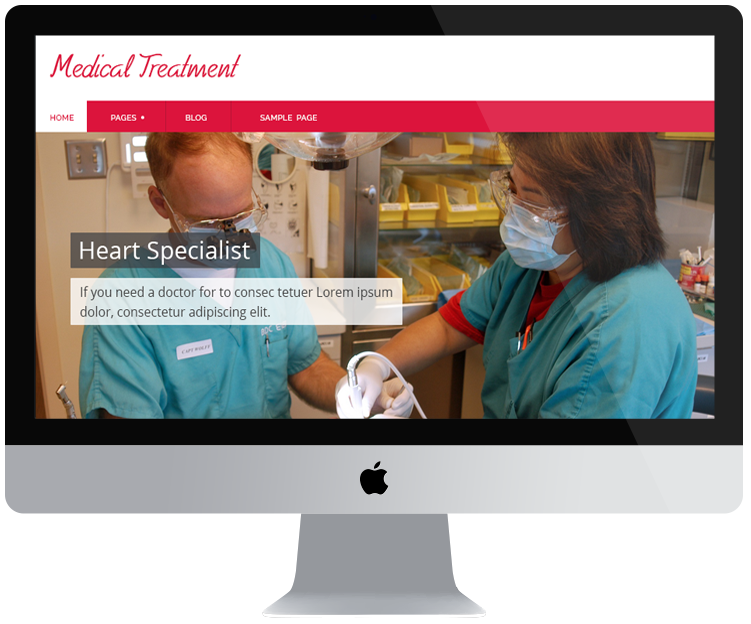 Medical Treatment
HOME PAGES BLOG SAMPLE PAGE
Heart Specialist
If you need a doctor for to consec tetuer Lorem ipsum
dolor, consectetur adipiscing elit.